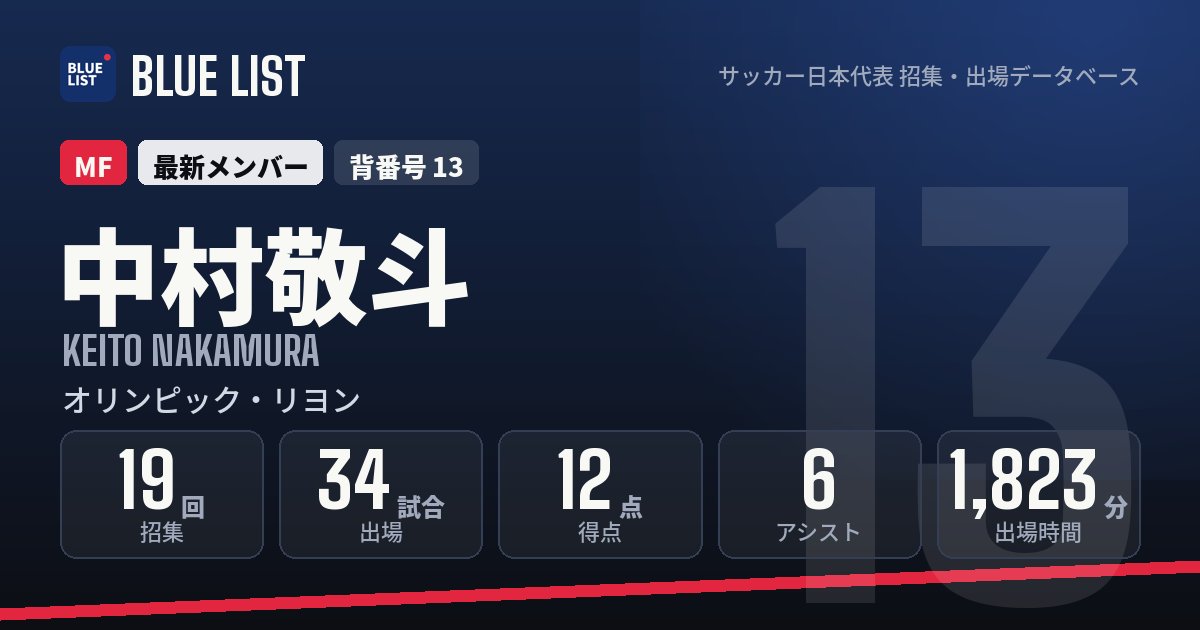 BLUE
LIST
BLUE LIST
サッカー日本代表 招集・出場データベース
MF
最新メンバー
背番号 13
13
中村敬斗
KEITO NAKAMURA
オリンピック・リヨン
19回
招集
34試合
出場
12点
得点
6
アシスト
1,823分
出場時間